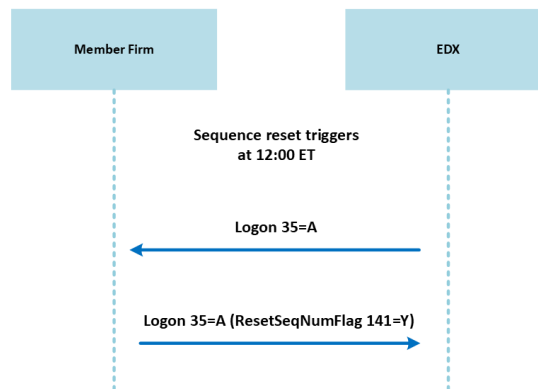 Member Firm
EDX
Sequence reset triggers
at 12:00 ET
Logon 35=A
Logon 35=A (ResetSeqNumFlag 141=Y)